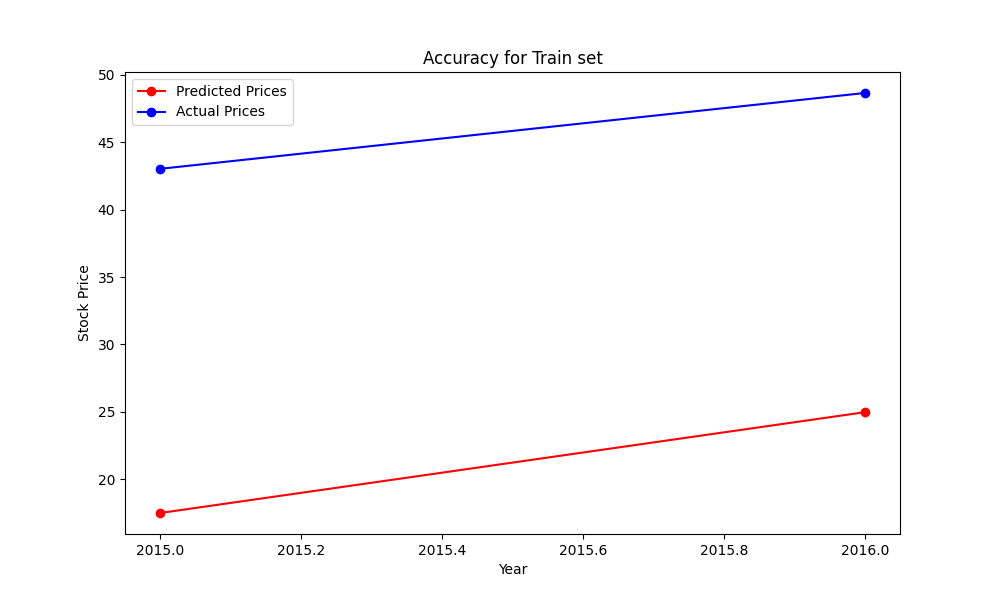 Accuracy for Train set
Predicted Prices
Actual Prices
Stock Price
50
45
40
35
30
25
20
2015.0 2015.2 2015.4 2015.6 2015.8 2016.0
Year